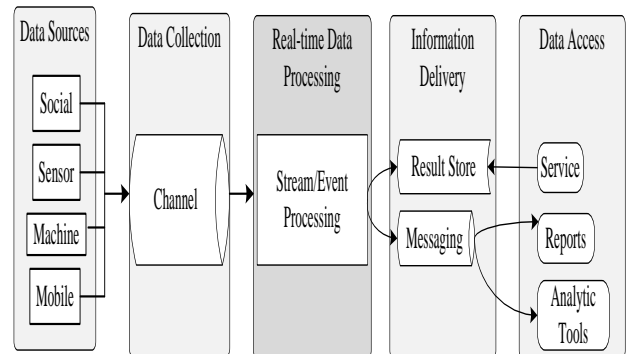 Data Sources
Social
Sensor
Machine
Mobile
Data Collection
Channel
Real-time Data
Processing
Stream/Event
Processing
Information
Delivery
Result Store
Messaging
Data Access
Service
Reports
Analytic
Tools